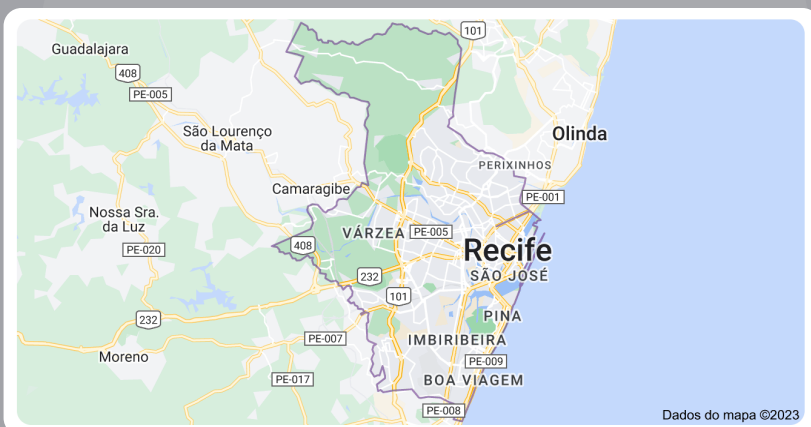 101
Guadalajara
408
PE-005
São Lourenço
da Mata
Olinda
PERIXINHOS
Camaragibe
PE-001
Nossa Sra.
da Luz
VÁRZEA
PE-005
408
PE-020
Recife
232
SÃO JOSÉ
101
PINA
232
PE-007
IMBIRIBEIRA
Moreno
PE-009
PE-017
BOA VIAGEM
PE-008
Dados do mapa ©2023